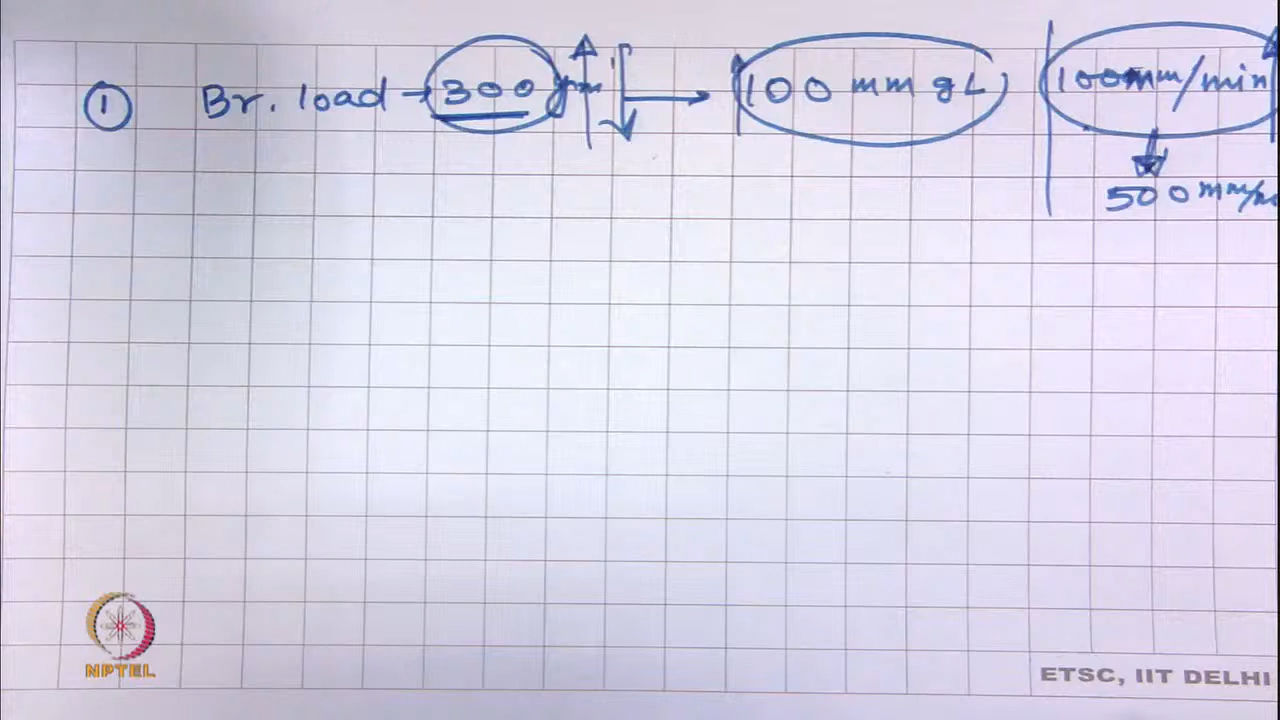 ① Br. load → 300 gm → 100 mm gL 100mm/min
500 mm/
NPTEL
ETSC, IIT DELHI